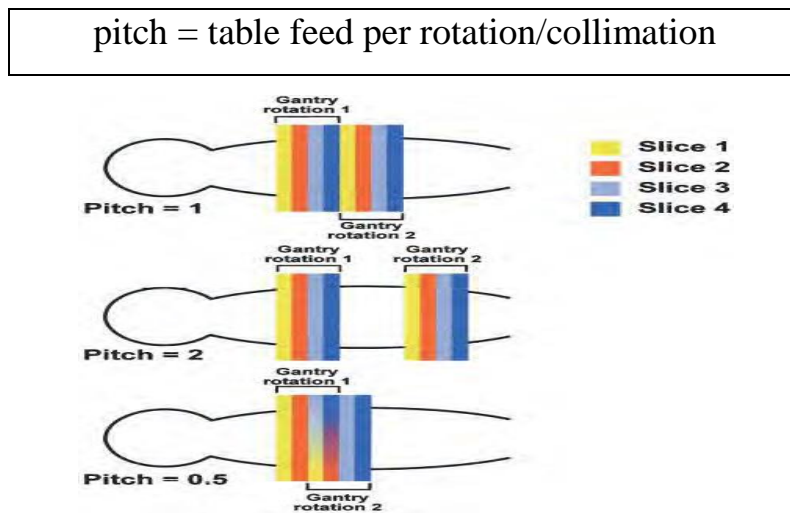 pitch = table feed per rotation/collimation
Gantry
rotation 1
Slice 1
Slice 2
Slice 3
Slice 4
Pitch = 1
Gantry
rotation 2
Gantry
rotation 1
Gantry
rotation 2
Pitch = 2
Gantry
rotation 1
Pitch = 0.5
Gantry
rotation 2